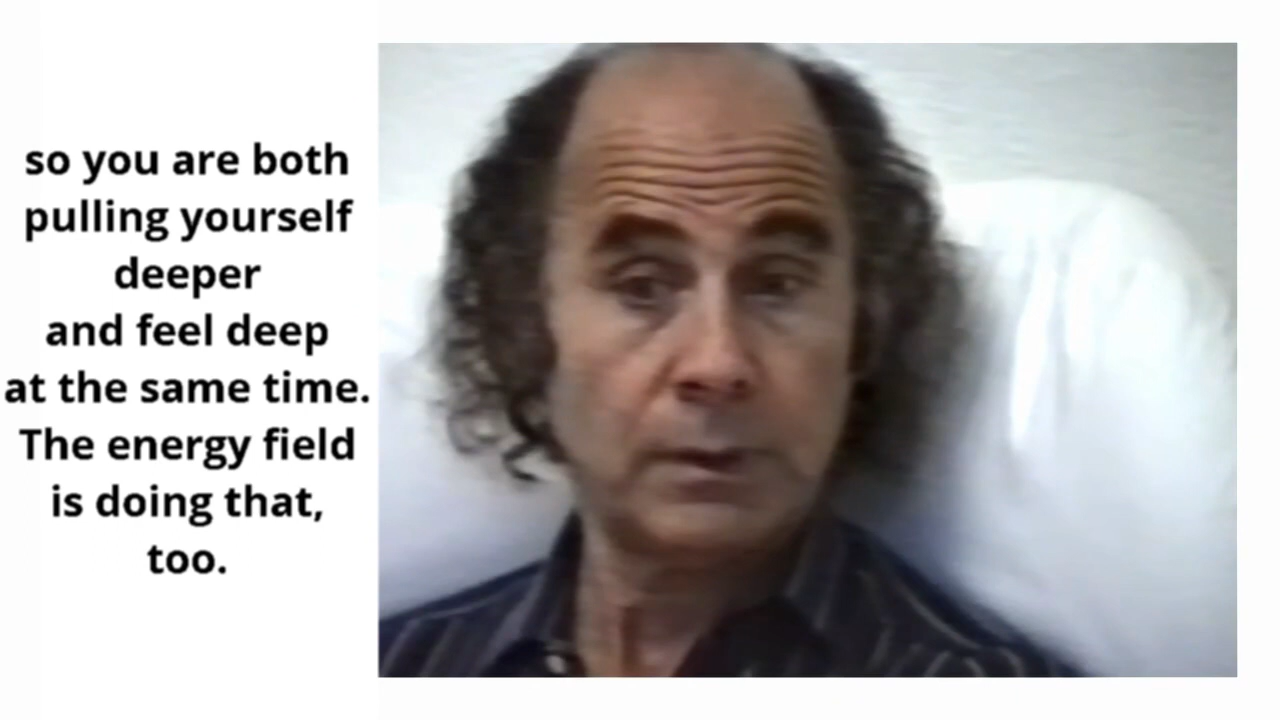 so you are both
pulling yourself
deeper
and feel deep
at the same time.
The energy field
is doing that,
too.